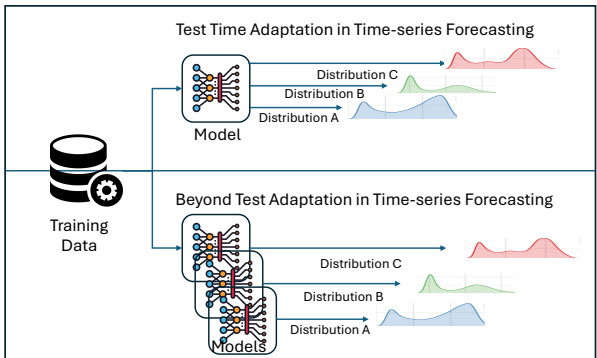 Test Time Adaptation in Time-series Forecasting
Distribution C
Distribution B
Distribution A
Model
Training
Data
Beyond Test Adaptation in Time-series Forecasting
Distribution C
Distribution B
Distribution A
Models